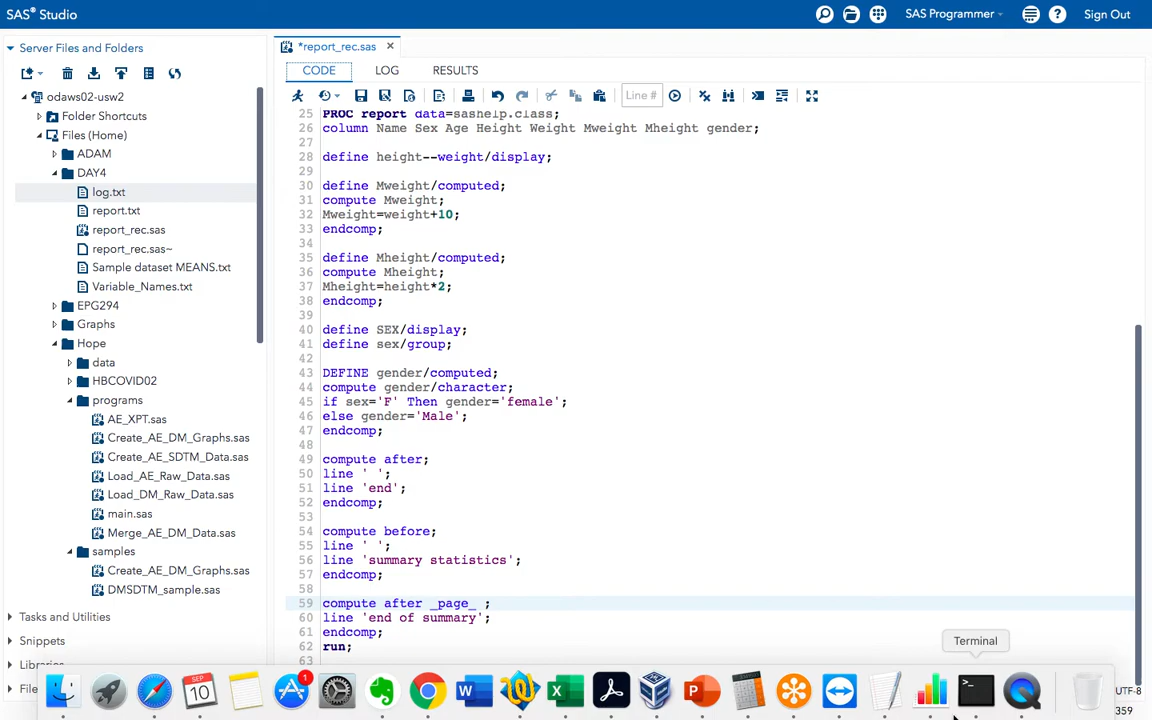 SAS® Studio
SAS Programmer
Sign Out
Server Files and Folders
odaws02-usw2
Folder Shortcuts
Files (Home)
ADAM
DAY4
log.txt
report.txt
report_rec.sas
report_rec.sas~
Sample dataset MEANS.txt
Variable_Names.txt
EPG294
Graphs
Hope
data
HBCOVID02
programs
AE_XPT.sas
Create_AE_DM_Graphs.sas
Create_AE_SDTM_Data.sas
Load_AE_Raw_Data.sas
Load_DM_Raw_Data.sas
main.sas
Merge_AE_DM_Data.sas
samples
Create_AE_DM_Graphs.sas
DMSDTM_sample.sas
Tasks and Utilities
Snippets
*report_rec.sas
CODE LOG RESULTS
Line #
25 PROC report data=sashelp.class;
26 column Name Sex Age Height Weight Mweight Mheight gender;
27
28 define height--weight/display;
29
30 define Mweight/computed;
31 compute Mweight;
32 Mweight=weight+10;
33 endcomp;
34
35 define Mheight/computed;
36 compute Mheight;
37 Mheight=height*2;
38 endcomp;
39
40 define SEX/display;
41 define sex/group;
42
43 DEFINE gender/computed;
44 compute gender/character;
45 if sex='F' Then gender='female';
46 else gender='Male';
47 endcomp;
48
49 compute after;
50 line ' ';
51 line 'end';
52 endcomp;
53
54 compute before;
55 line ' ';
56 line 'summary statistics';
57 endcomp;
58
59 compute after _page_ ;
60 line 'end of summary';
61 endcomp;
62 run;
63
Terminal
SEP
10
1
W
X
P
>_
UTF-8
359